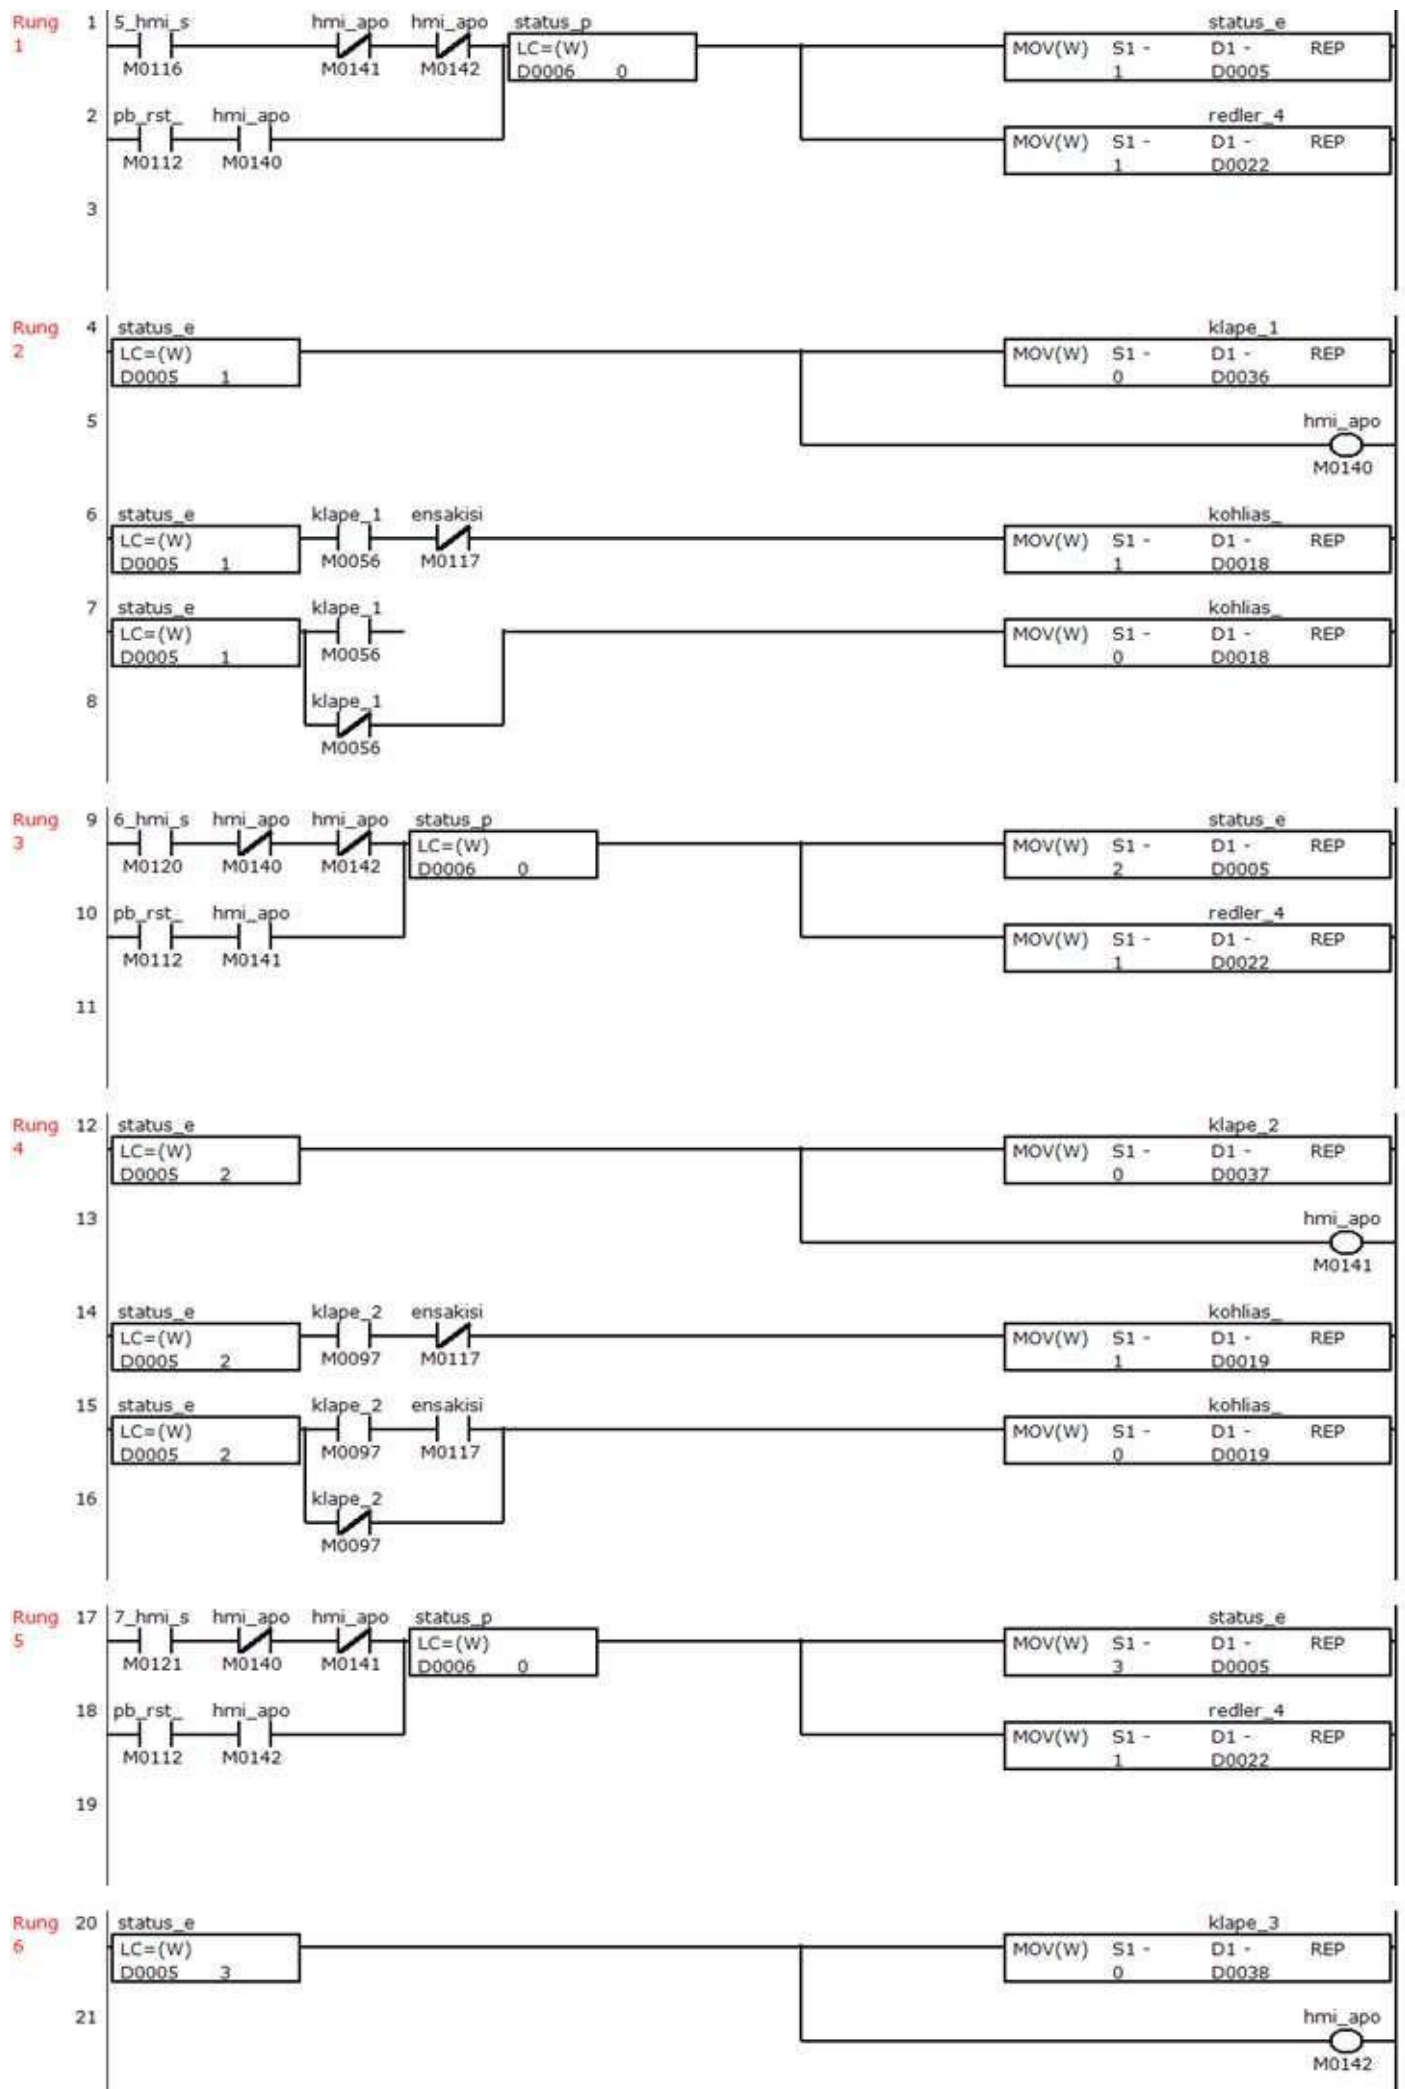 Rung 1 5_hmi_s hmi_apo hmi_apo status_p status_e
1 LC=(W) MOV(W) S1 - D1 - REP
M0116 M0141 M0142 D0006 0 1 D0005
2 pb_rst_ hmi_apo redler_4
MOV(W) S1 - D1 - REP
M0112 M0140 1 D0022
3
Rung 4 status_e klape_1
2 LC=(W) MOV(W) S1 - D1 - REP
D0005 1 0 D0036
5 hmi_apo
M0140
6 status_e klape_1 ensakisi kohlias_
LC=(W) MOV(W) S1 - D1 - REP
D0005 1 M0056 M0117 1 D0018
7 status_e klape_1 kohlias_
LC=(W) MOV(W) S1 - D1 - REP
D0005 1 M0056 0 D0018
8 klape_1
M0056
Rung 9 6_hmi_s hmi_apo hmi_apo status_p status_e
3 LC=(W) MOV(W) S1 - D1 - REP
M0120 M0140 M0142 D0006 0 2 D0005
10 pb_rst_ hmi_apo redler_4
MOV(W) S1 - D1 - REP
M0112 M0141 1 D0022
11
Rung 12 status_e klape_2
4 LC=(W) MOV(W) S1 - D1 - REP
D0005 2 0 D0037
13 hmi_apo
M0141
14 status_e klape_2 ensakisi kohlias_
LC=(W) MOV(W) S1 - D1 - REP
D0005 2 M0097 M0117 1 D0019
15 status_e klape_2 ensakisi kohlias_
LC=(W) MOV(W) S1 - D1 - REP
D0005 2 M0097 M0117 0 D0019
16 klape_2
M0097
Rung 17 7_hmi_s hmi_apo hmi_apo status_p status_e
5 LC=(W) MOV(W) S1 - D1 - REP
M0121 M0140 M0141 D0006 0 3 D0005
18 pb_rst_ hmi_apo redler_4
MOV(W) S1 - D1 - REP
M0112 M0142 1 D0022
19
Rung 20 status_e klape_3
6 LC=(W) MOV(W) S1 - D1 - REP
D0005 3 0 D0038
21 hmi_apo
M0142